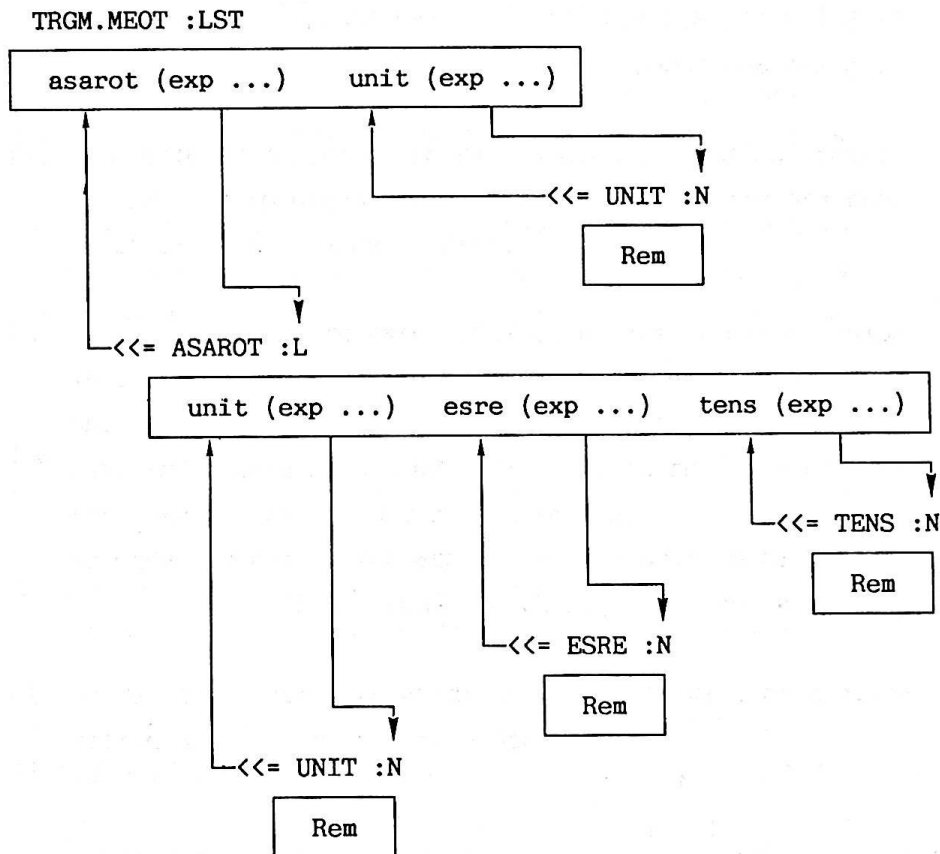 TRGM.MEOT :LST
asarot (exp ...) unit (exp ...)
<<= UNIT :N
Rem
<<= ASAROT :L
unit (exp ...) esre (exp ...) tens (exp ...)
<<= TENS :N
Rem
<<= ESRE :N
Rem
<<= UNIT :N
Rem